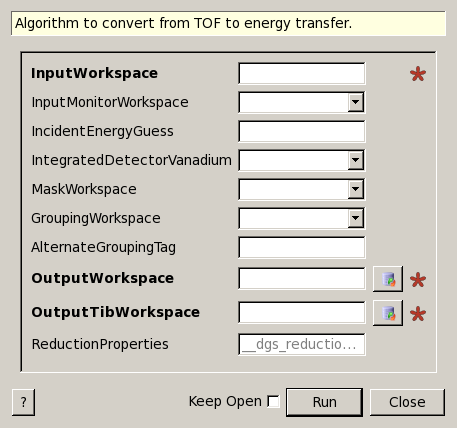 Algorithm to convert from TOF to energy transfer.
InputWorkspace
InputMonitorWorkspace
IncidentEnergyGuess
IntegratedDetectorVanadium
MaskWorkspace
GroupingWorkspace
AlternateGroupingTag
OutputWorkspace
OutputTibWorkspace
ReductionProperties __dgs_reductio...
? Keep Open Run Close